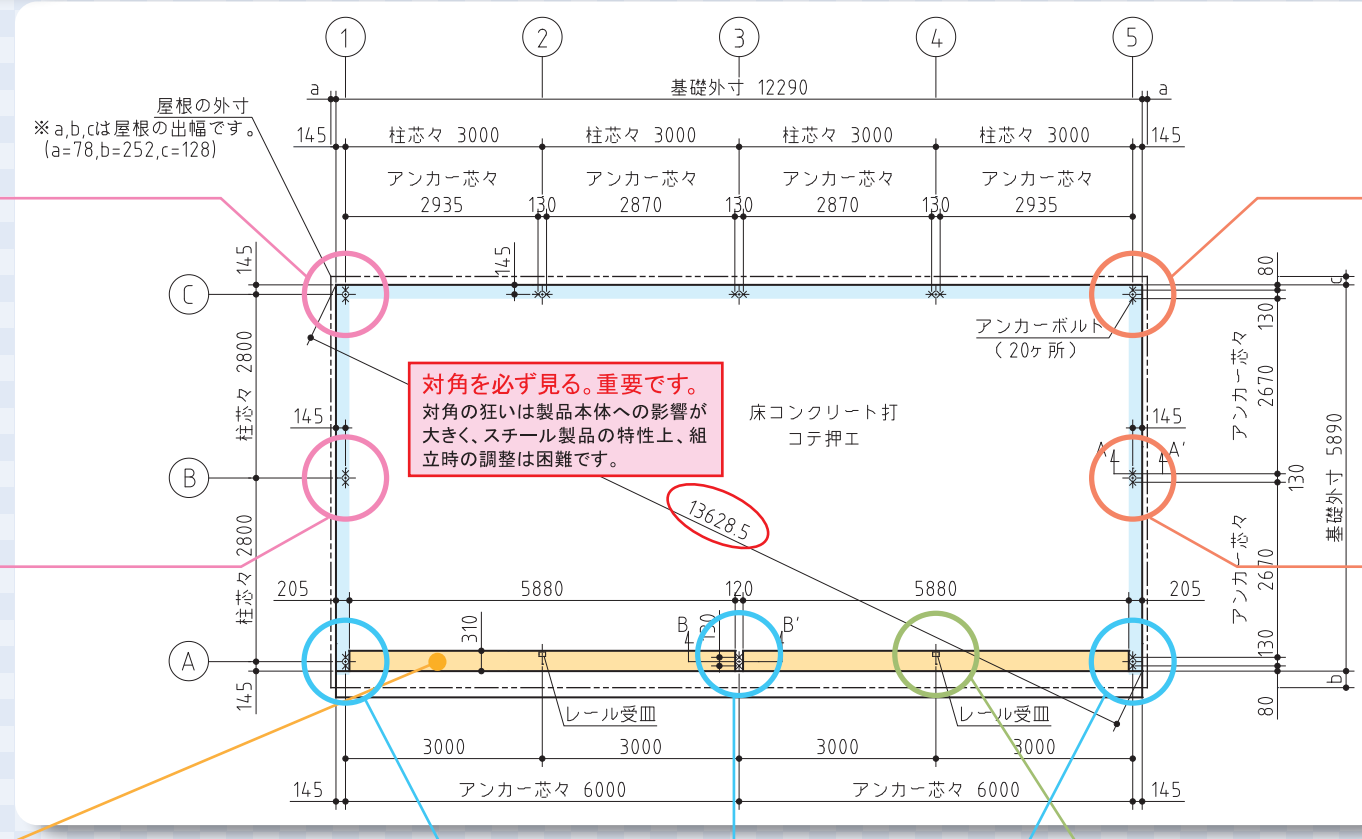 1
2
3
4
5
a
基礎外寸 12290
a
屋根の外寸
※a,b,cは屋根の出幅です。
(a=78,b=252,c=128)
145
柱芯々 3000
柱芯々 3000
柱芯々 3000
柱芯々 3000
145
アンカー芯々
アンカー芯々
アンカー芯々
アンカー芯々
2935
130
2870
130
2870
130
2935
145
145
80
c
C
アンカーボルト
(20ヶ所)
130
柱芯々 2800
アンカー芯々
2670
対角を必ず見る。重要です。
対角の狂いは製品本体への影響が
大きく、スチール製品の特性上、組
立時の調整は困難です。
床コンクリート打
コテ押エ
145
145
A
A'
基礎外寸 5890
B
130
13628.5
柱芯々 2800
アンカー芯々
2670
205
5880
120
5880
205
310
B
130
B'
A
130
145
b
80
レール受皿
レール受皿
3000
3000
3000
3000
145
アンカー芯々 6000
アンカー芯々 6000
145